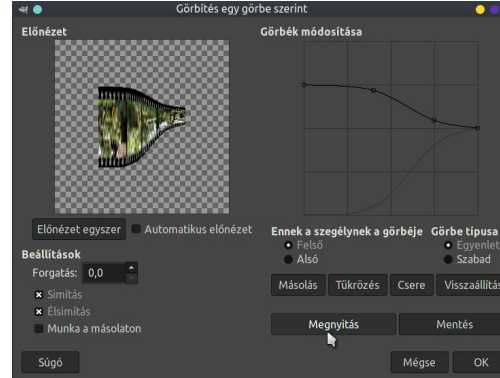 Görbítés egy görbe szerint
Előnézet
Görbék módosítása
Előnézet egyszer
Automatikus előnézet
Ennek a szegélynek a görbéje
Görbe típusa
Felső
Egyenletes
Alsó
Szabad
Beállítások
Forgatás: 0,0
Simítás
Élsimítás
Munka a másolaton
Másolás Tükrözés Csere Visszaállítás
Megnyitás Mentés
Súgó Mégse OK